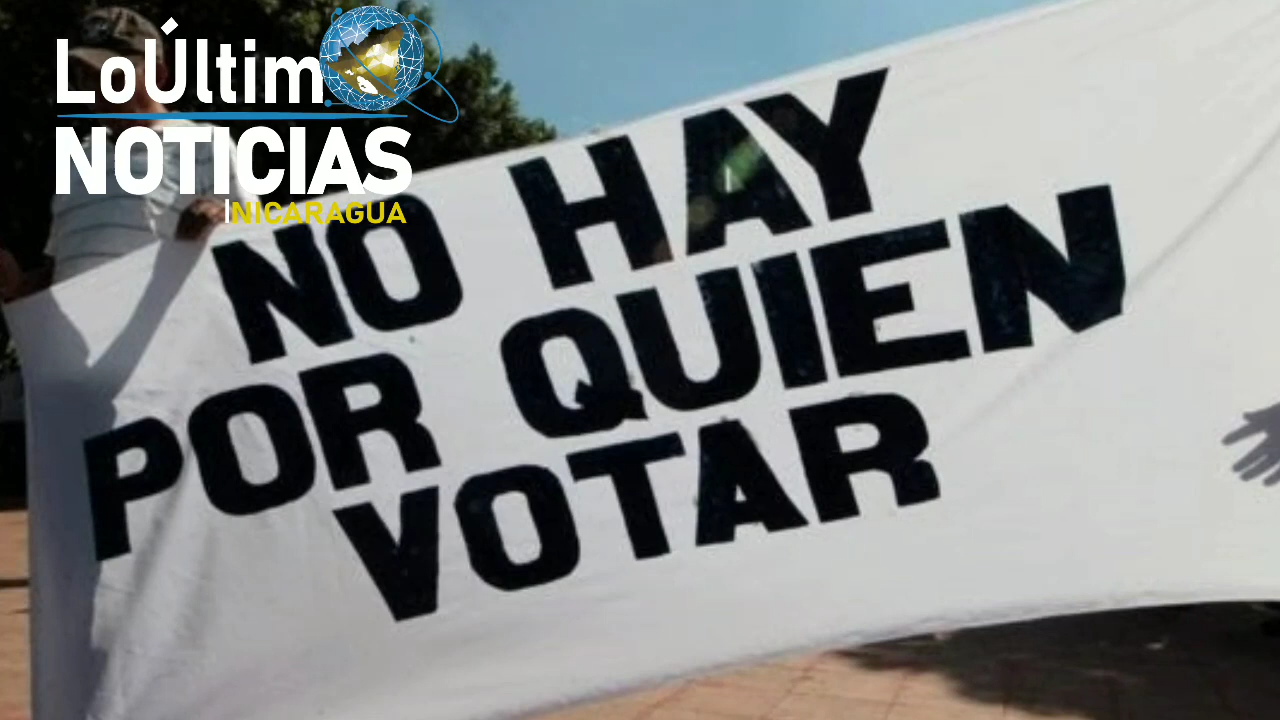 LoÚltimo
NOTICIAS
NICARAGUA
NO HAY
POR QUIEN
VOTAR